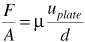 F/A = μ u_plate/d